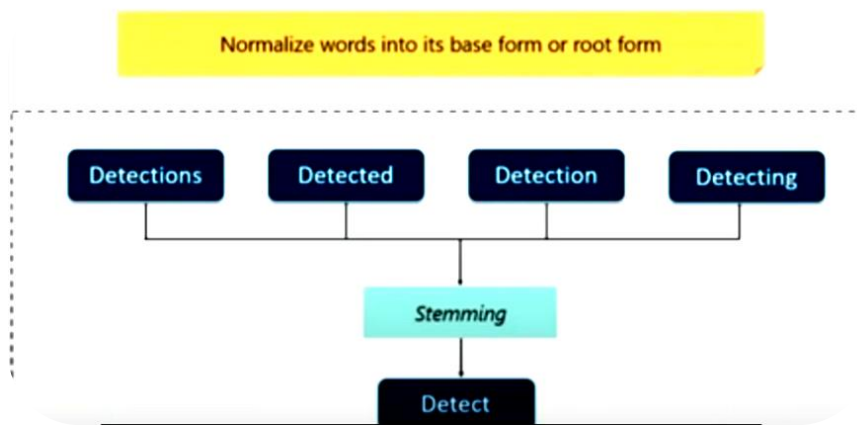 Normalize words into its base form or root form
Detections
Detected
Detection
Detecting
Stemming
Detect